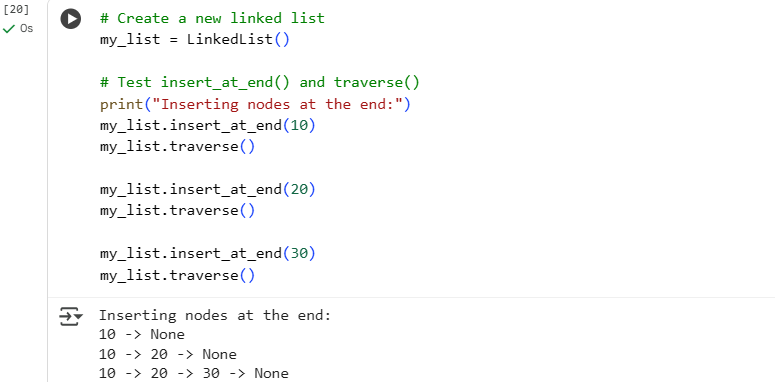 [20]
0s
# Create a new linked list
my_list = LinkedList()
# Test insert_at_end() and traverse()
print("Inserting nodes at the end:")
my_list.insert_at_end(10)
my_list.traverse()
my_list.insert_at_end(20)
my_list.traverse()
my_list.insert_at_end(30)
my_list.traverse()
Inserting nodes at the end:
10 -> None
10 -> 20 -> None
10 -> 20 -> 30 -> None